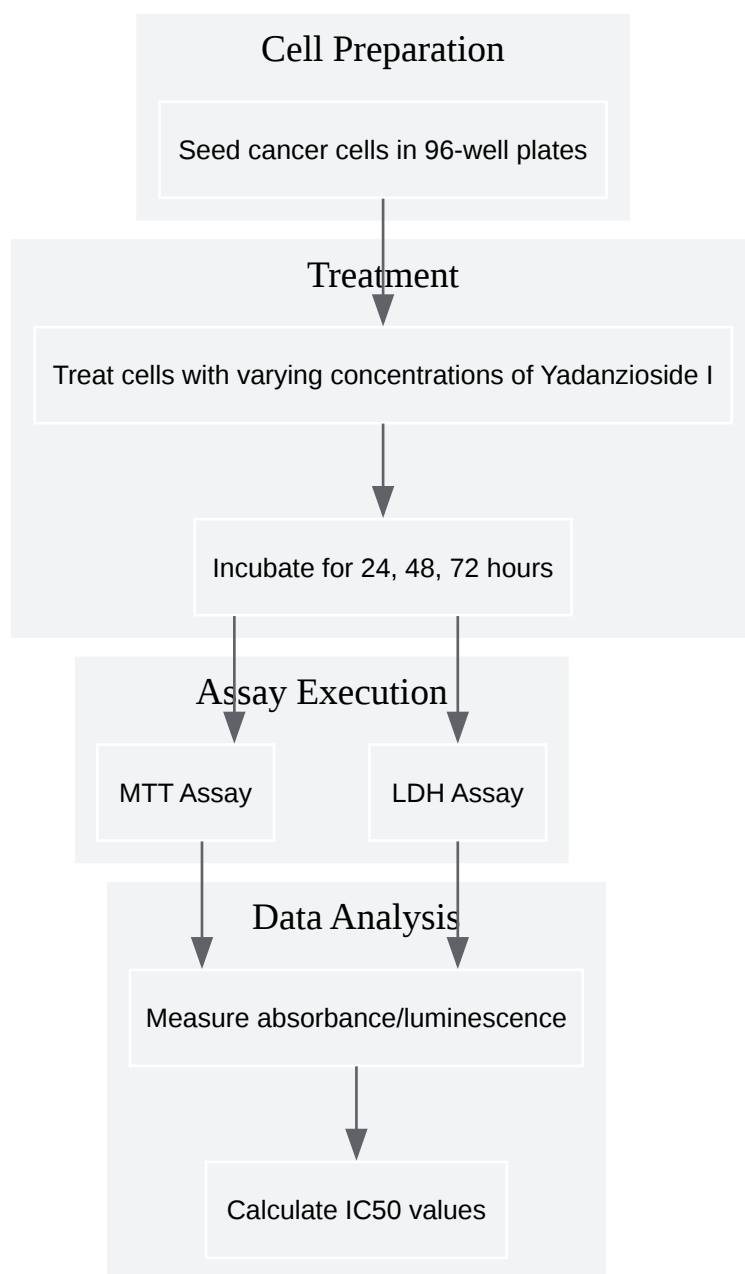 Cell Preparation
Seed cancer cells in 96-well plates
Treatment
Treat cells with varying concentrations of Yadanzioside I
Incubate for 24, 48, 72 hours
Assay Execution
MTT Assay
LDH Assay
Data Analysis
Measure absorbance/luminescence
Calculate IC50 values